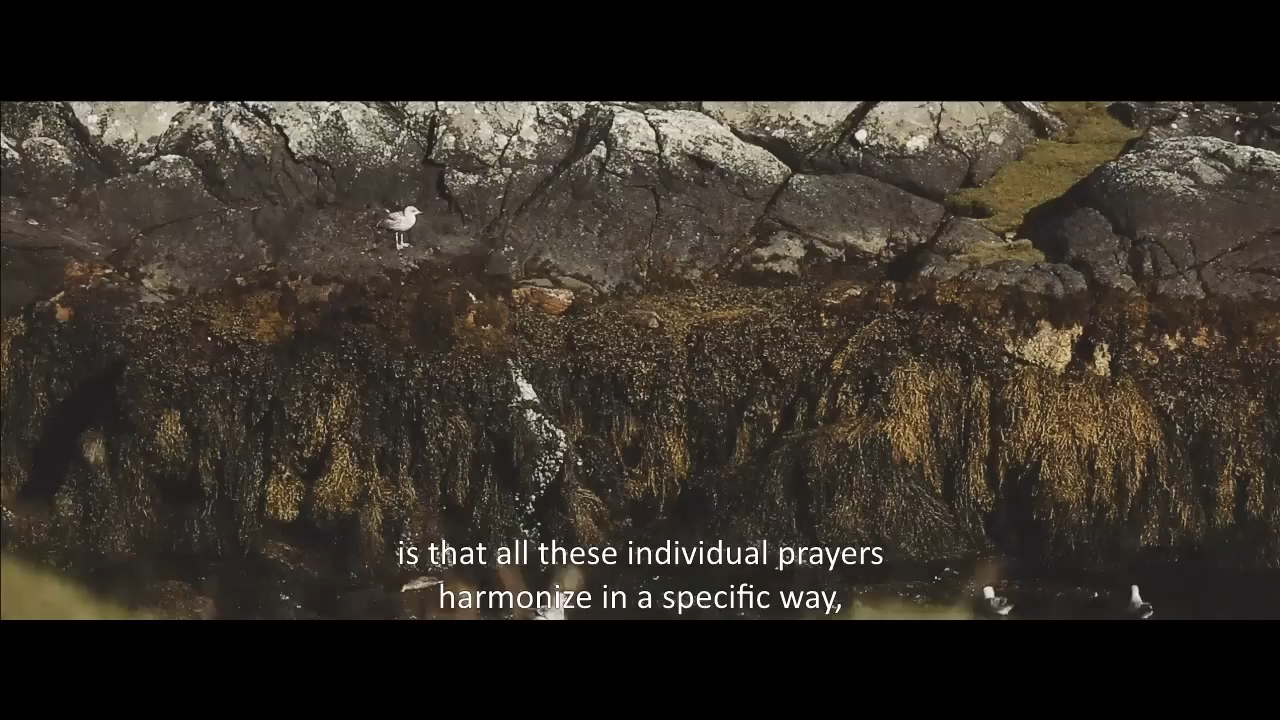 is that all these individual prayers
harmonize in a specific way,